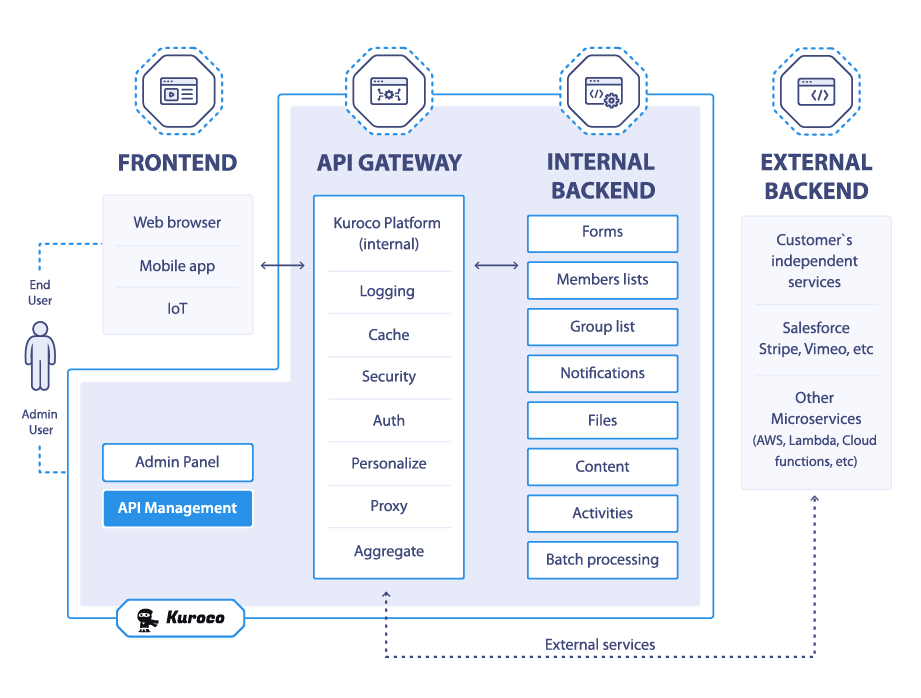 FRONTEND
Web browser
Mobile app
IoT
End
User
Admin
User
Admin Panel
API Management
API GATEWAY
Kuroco Platform
(internal)
Logging
Cache
Security
Auth
Personalize
Proxy
Aggregate
INTERNAL
BACKEND
Forms
Members lists
Group list
Notifications
Files
Content
Activities
Batch processing
EXTERNAL
BACKEND
Customer`s
independent
services
Salesforce
Stripe, Vimeo, etc
Other
Microservices
(AWS, Lambda, Cloud
functions, etc)
Kuroco
External services